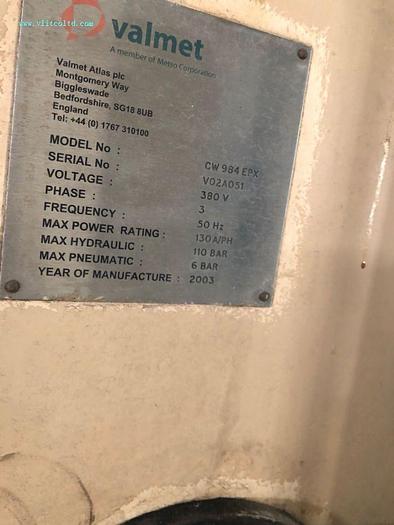 www.vlitcoltd.com
valmet
A member of Metso Corporation
Valmet Atlas plc
Montgomery Way
Biggleswade
Bedfordshire, SG18 8UB
England
Tel: +44 (0) 1767 310100
MODEL No : CW 984 EPX
SERIAL No : V02A051
VOLTAGE : 380 V
PHASE : 3
FREQUENCY : 50 Hz
MAX POWER RATING : 130A/PH
MAX HYDRAULIC : 110 BAR
MAX PNEUMATIC : 6 BAR
YEAR OF MANUFACTURE : 2003